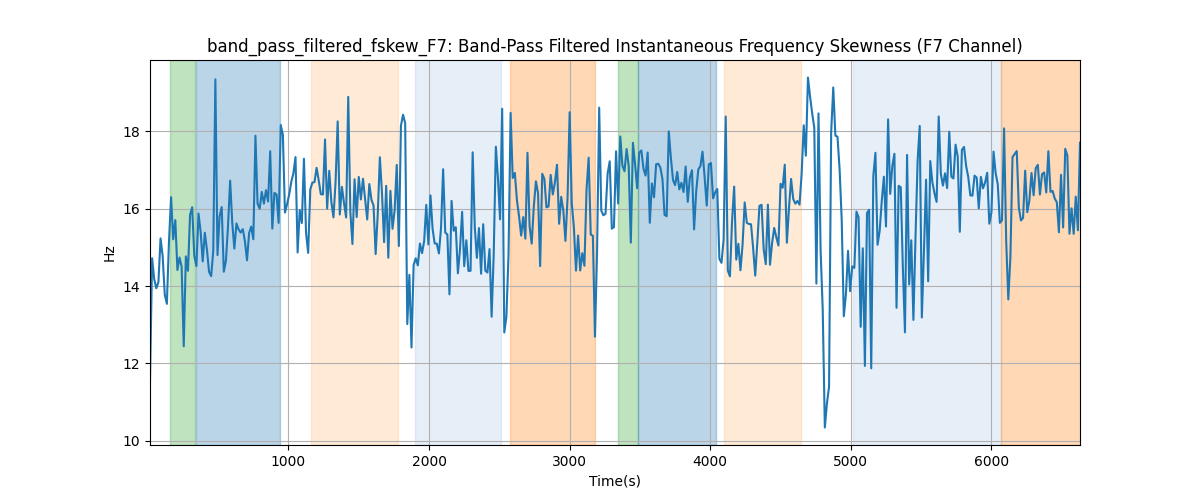 band_pass_filtered_fskew_F7: Band-Pass Filtered Instantaneous Frequency Skewness (F7 Channel)
18
16
14
12
10
Hz
1000 2000 3000 4000 5000 6000
Time(s)